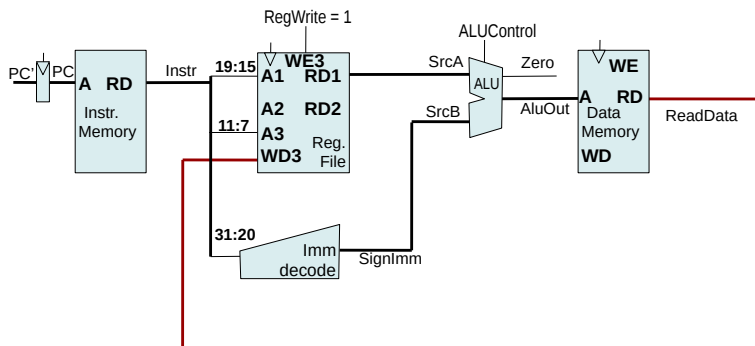 RegWrite = 1
ALUControl
PC'
PC
A RD
Instr.
Memory
Instr
19:15
WE3
A1 RD1
A2 RD2
11:7
A3
Reg.
File
WD3
SrcA
SrcB
ALU
Zero
AluOut
WE
A RD
Data
Memory
WD
ReadData
31:20
Imm
decode
SignImm